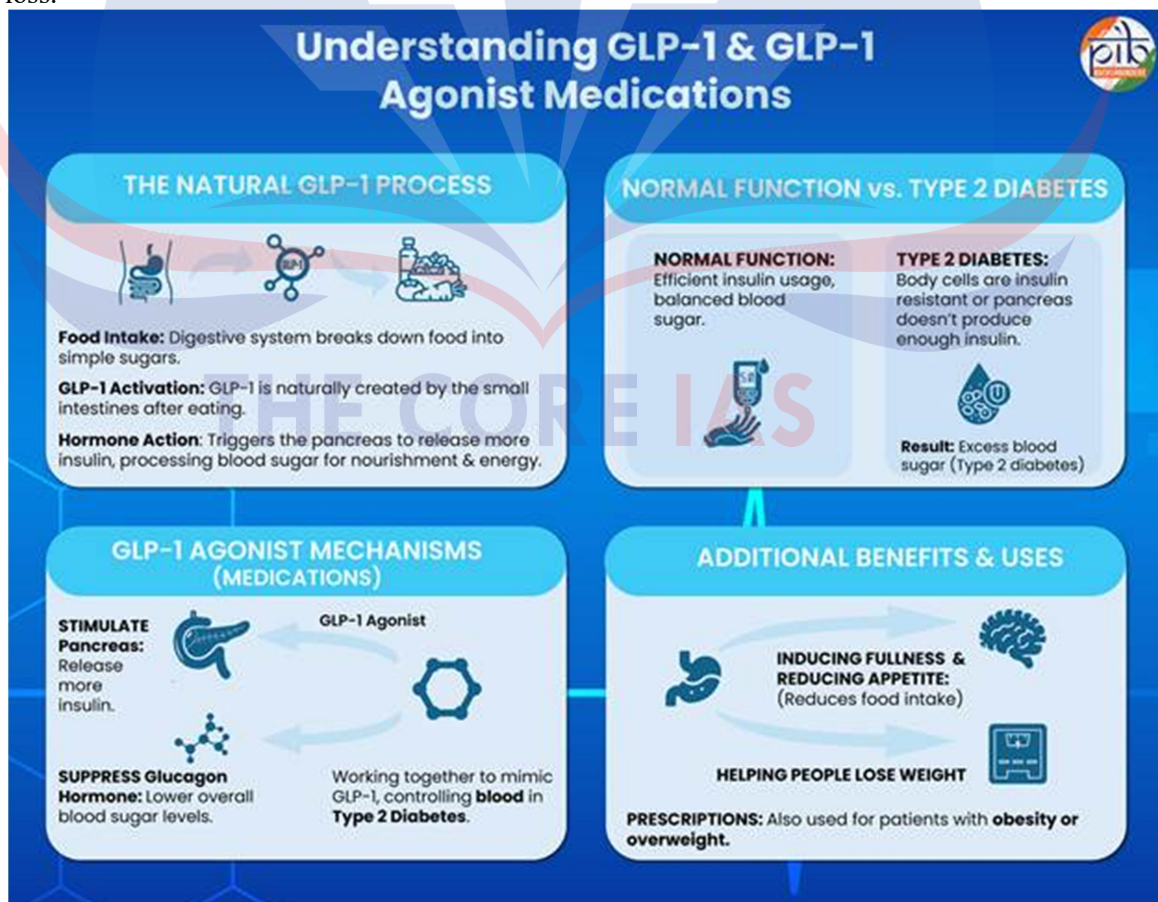 loss.
Understanding GLP-1 & GLP-1
Agonist Medications
pib
BACKGROUNDERS
THE NATURAL GLP-1 PROCESS
GLP-1
Food Intake: Digestive system breaks down food into
simple sugars.
GLP-1 Activation: GLP-1 is naturally created by the small
intestines after eating.
Hormone Action: Triggers the pancreas to release more
insulin, processing blood sugar for nourishment & energy.
NORMAL FUNCTION vs. TYPE 2 DIABETES
NORMAL FUNCTION:
Efficient insulin usage,
balanced blood
sugar.
TYPE 2 DIABETES:
Body cells are insulin
resistant or pancreas
doesn't produce
enough insulin.
Result: Excess blood
sugar (Type 2 diabetes)
THE CORE IAS
GLP-1 AGONIST MECHANISMS
(MEDICATIONS)
STIMULATE
Pancreas:
Release
more
insulin.
GLP-1 Agonist
SUPPRESS Glucagon
Hormone: Lower overall
blood sugar levels.
Working together to mimic
GLP-1, controlling blood in
Type 2 Diabetes.
ADDITIONAL BENEFITS & USES
INDUCING FULLNESS &
REDUCING APPETITE:
(Reduces food intake)
HELPING PEOPLE LOSE WEIGHT
PRESCRIPTIONS: Also used for patients with obesity or
overweight.